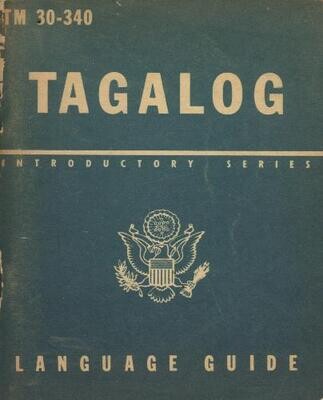 TM 30-340
TAGALOG
INTRODUCTORY SERIES
LANGUAGE GUIDE